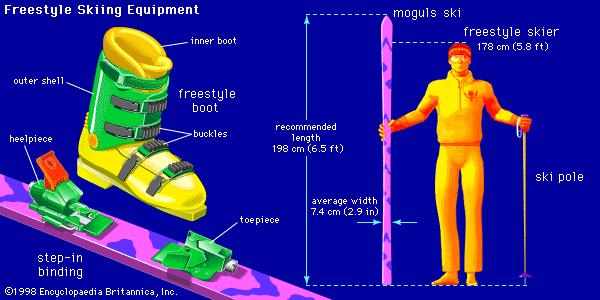 Freestyle Skiing Equipment
inner boot
outer shell
freestyle
boot
buckles
heelpiece
toepiece
step-in
binding
©1998 Encyclopaedia Britannica, Inc.
moguls ski
freestyle skier
178 cm (5.8 ft)
recommended
length
198 cm (6.5 ft)
average width
7.4 cm (2.9 in)
ski pole